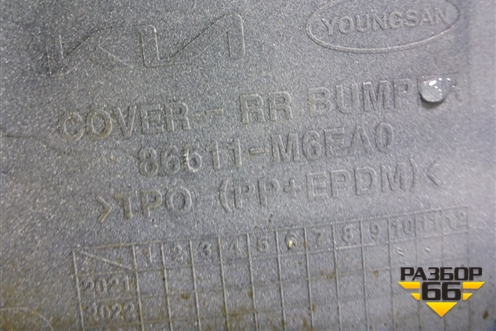 KIA YOUNGSAN
COVER - RR BUMPER
86611-M6EA0
>TPO (PP+EPDM)<
1 2 3 4 5 6 7 8 9 10 11 12
2021
2022
РАЗБОР
66